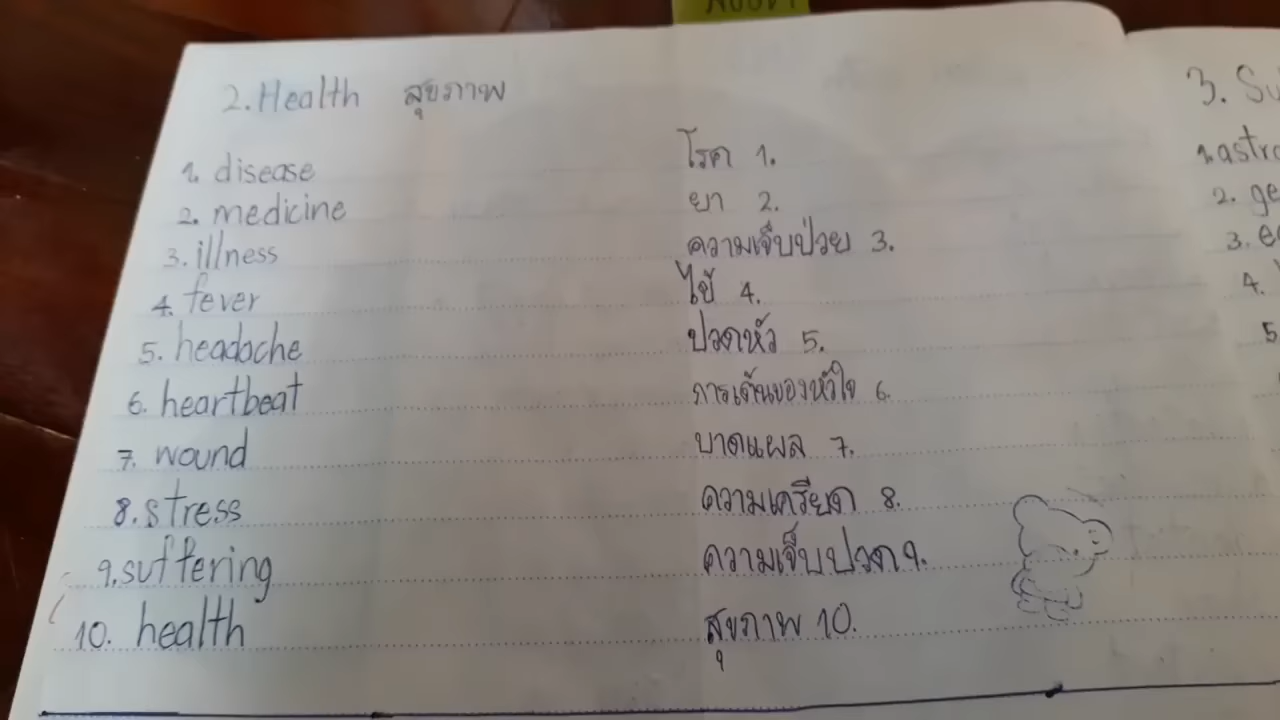 2. Health สุขภาพ
1. disease โรค 1.
2. medicine ยา 2.
3. illness ความเจ็บป่วย 3.
4. fever ไข้ 4.
5. headache ปวดหัว 5.
6. heartbeat การเต้นของหัวใจ 6.
7. wound บาดแผล 7.
8. stress ความเครียด 8.
9. suffering ความเจ็บปวด 9.
10. health สุขภาพ 10.
3.
1.
2.
3.
4.
5